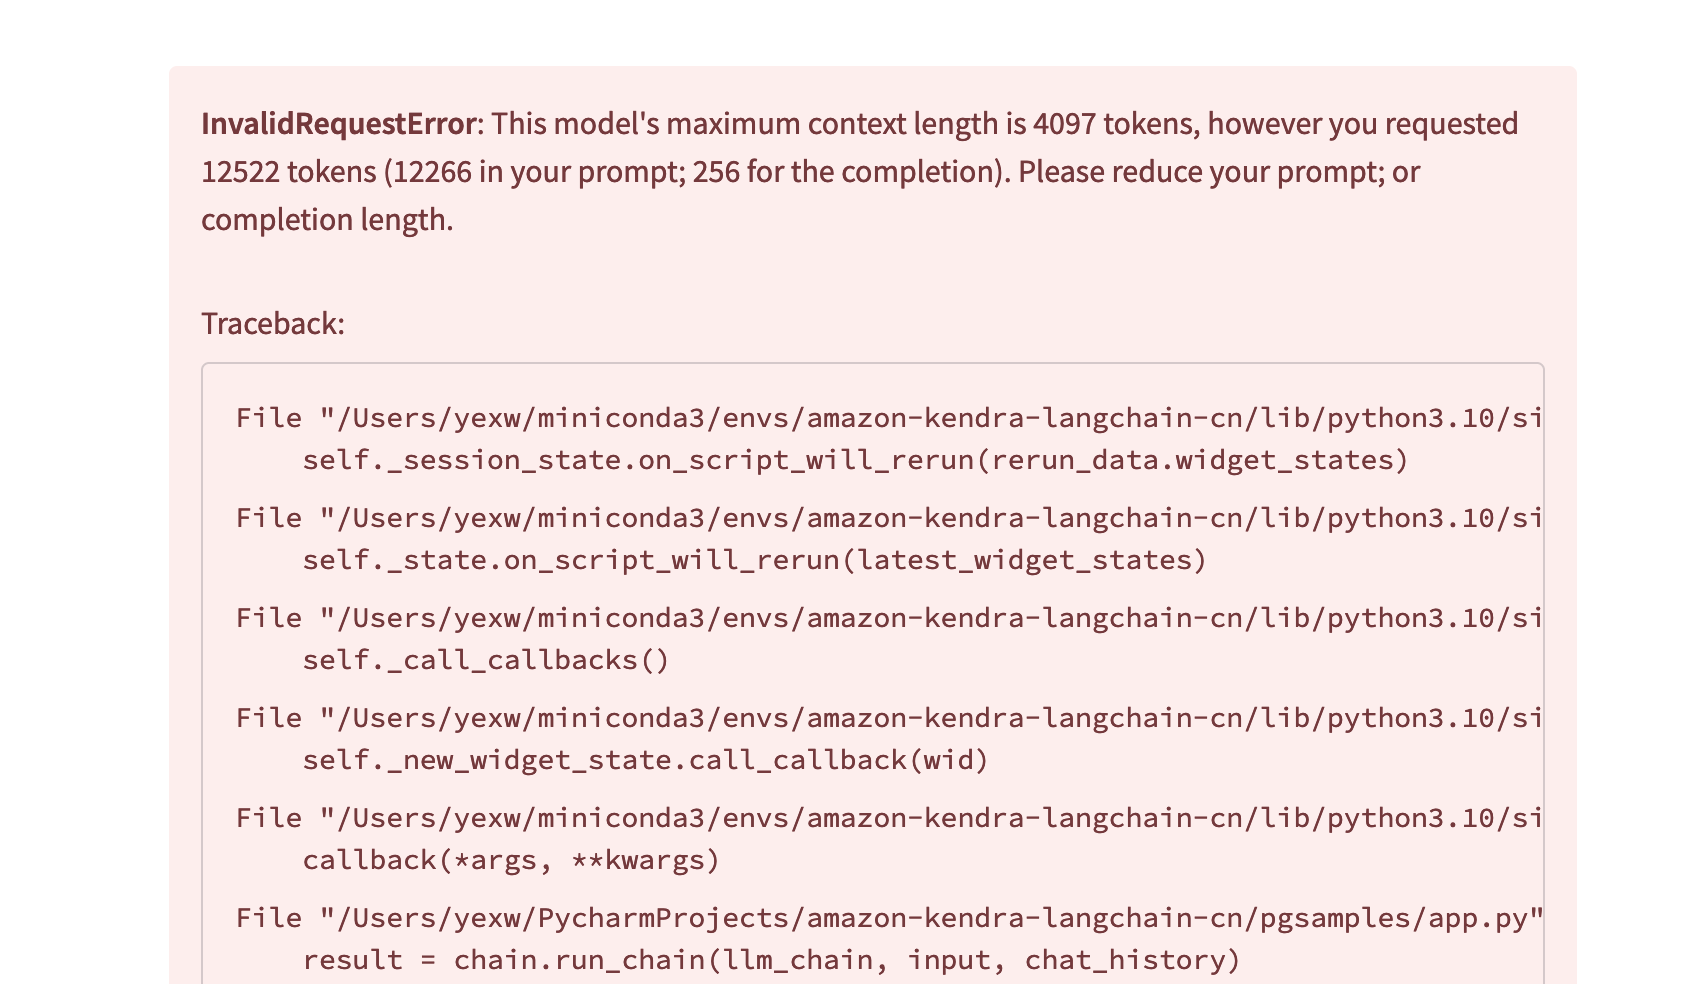 InvalidRequestError: This model's maximum context length is 4097 tokens, however you requested
12522 tokens (12266 in your prompt; 256 for the completion). Please reduce your prompt; or
completion length.
Traceback:
File "/Users/yexw/miniconda3/envs/amazon-kendra-langchain-cn/lib/python3.10/si
self._session_state.on_script_will_rerun(rerun_data.widget_states)
File "/Users/yexw/miniconda3/envs/amazon-kendra-langchain-cn/lib/python3.10/si
self._state.on_script_will_rerun(latest_widget_states)
File "/Users/yexw/miniconda3/envs/amazon-kendra-langchain-cn/lib/python3.10/si
self._call_callbacks()
File "/Users/yexw/miniconda3/envs/amazon-kendra-langchain-cn/lib/python3.10/si
self._new_widget_state.call_callback(wid)
File "/Users/yexw/miniconda3/envs/amazon-kendra-langchain-cn/lib/python3.10/si
callback(*args, **kwargs)
File "/Users/yexw/PycharmProjects/amazon-kendra-langchain-cn/pgsamples/app.py"
result = chain.run_chain(llm_chain, input, chat_history)